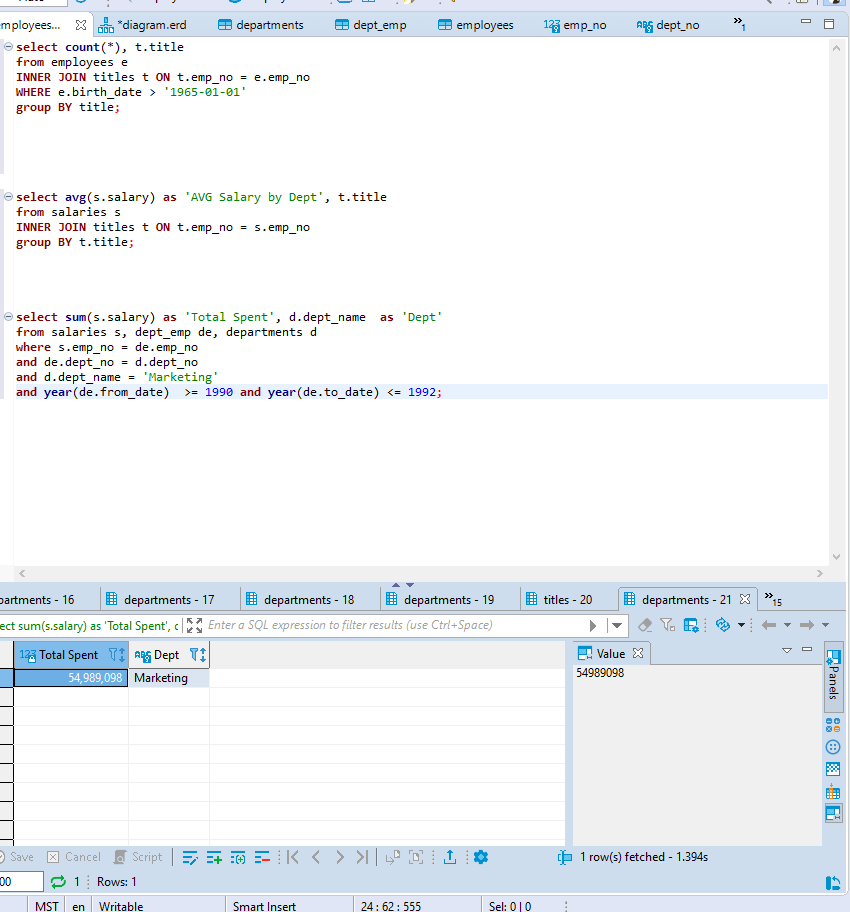 employees...
*diagram.erd
departments
dept_emp
employees
123 emp_no
ABC dept_no
»1
select count(*), t.title
from employees e
INNER JOIN titles t ON t.emp_no = e.emp_no
WHERE e.birth_date > '1965-01-01'
group BY title;
select avg(s.salary) as 'AVG Salary by Dept', t.title
from salaries s
INNER JOIN titles t ON t.emp_no = s.emp_no
group BY t.title;
select sum(s.salary) as 'Total Spent', d.dept_name  as 'Dept'
from salaries s, dept_emp de, departments d
where s.emp_no = de.emp_no
and de.dept_no = d.dept_no
and d.dept_name = 'Marketing'
and year(de.from_date)  >= 1990 and year(de.to_date) <= 1992;
partments - 16
departments - 17
departments - 18
departments - 19
titles - 20
departments - 21
»15
ect sum(s.salary) as 'Total Spent', c
Enter a SQL expression to filter results (use Ctrl+Space)
123 Total Spent
ABC Dept
Value
54,989,098
Marketing
54989098
Panels
Save
Cancel
Script
1 row(s) fetched - 1.394s
00
1
Rows: 1
MST
en
Writable
Smart Insert
24 : 62 : 555
Sel: 0 | 0